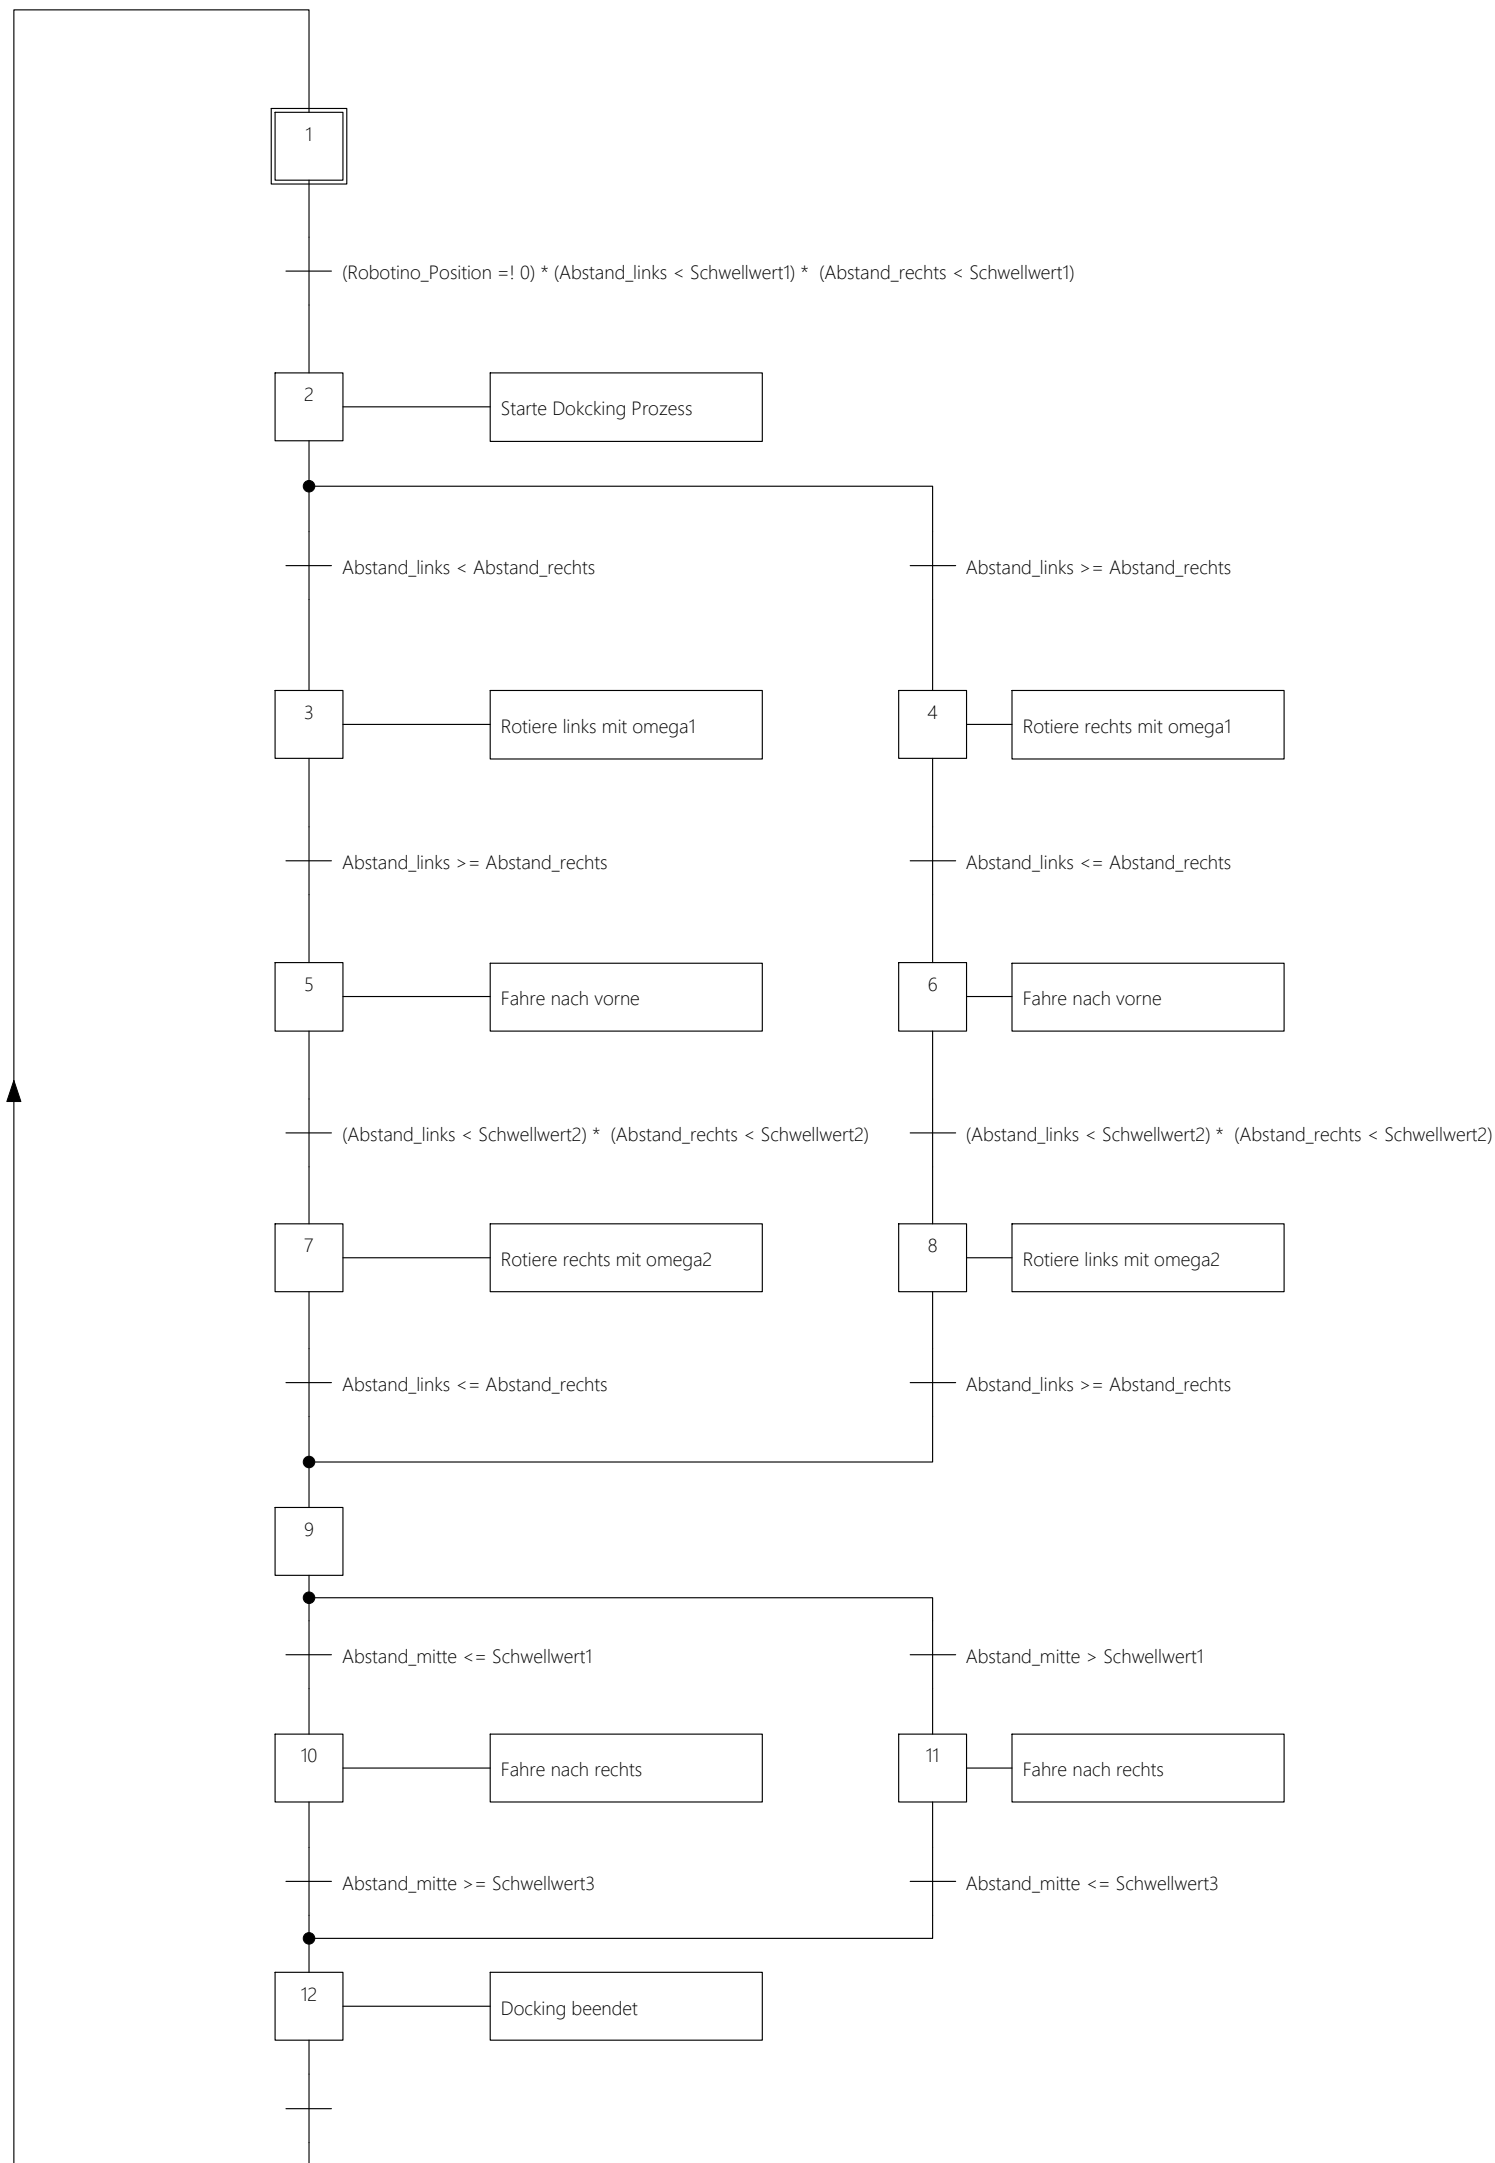 1
(Robotino_Position =! 0) * (Abstand_links < Schwellwert1) *  (Abstand_rechts < Schwellwert1)
2
Starte Dokcking Prozess
Abstand_links < Abstand_rechts
Abstand_links >= Abstand_rechts
3
Rotiere links mit omega1
4
Rotiere rechts mit omega1
Abstand_links >= Abstand_rechts
Abstand_links <= Abstand_rechts
5
Fahre nach vorne
6
Fahre nach vorne
(Abstand_links < Schwellwert2) *  (Abstand_rechts < Schwellwert2)
(Abstand_links < Schwellwert2) *  (Abstand_rechts < Schwellwert2)
7
Rotiere rechts mit omega2
8
Rotiere links mit omega2
Abstand_links <= Abstand_rechts
Abstand_links >= Abstand_rechts
9
Abstand_mitte <= Schwellwert1
Abstand_mitte > Schwellwert1
10
Fahre nach rechts
11
Fahre nach rechts
Abstand_mitte >= Schwellwert3
Abstand_mitte <= Schwellwert3
12
Docking beendet